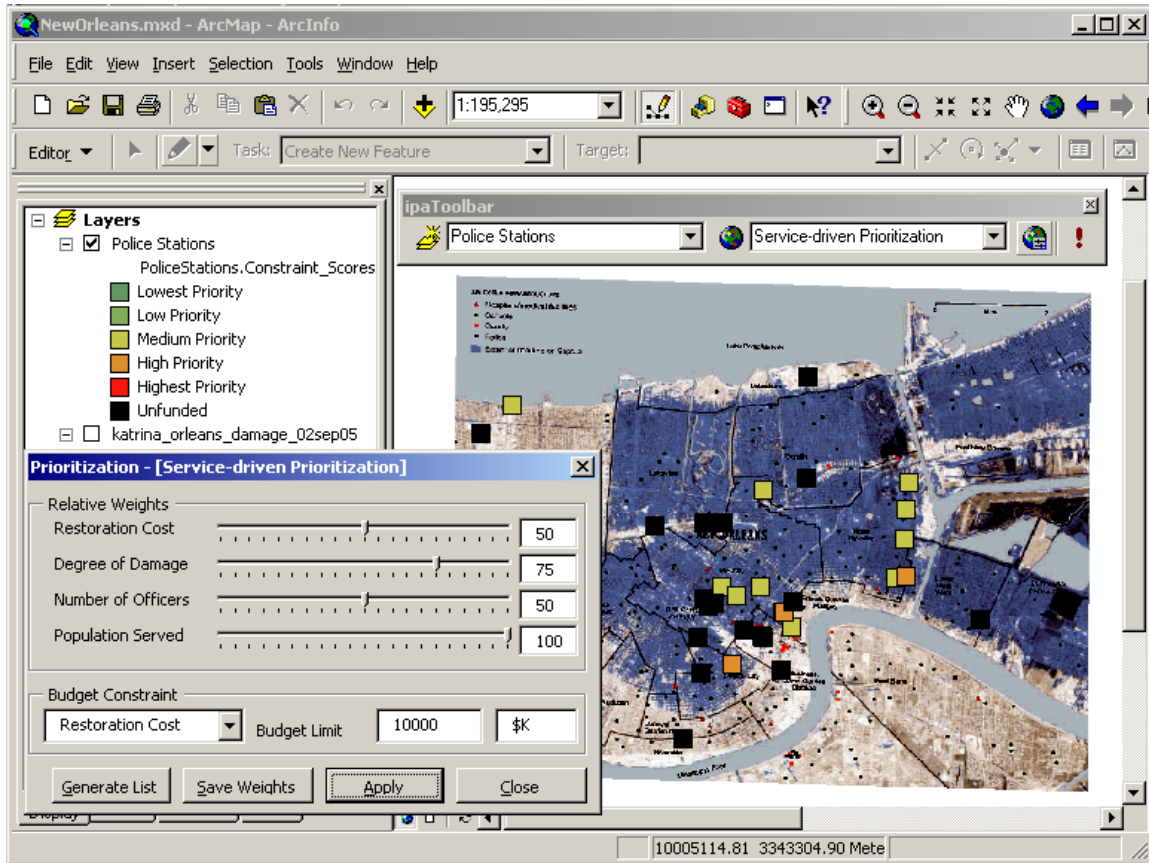 NewOrleans.mxd - ArcMap - ArcInfo
File Edit View Insert Selection Tools Window Help
1:195,295
Editor Task: Create New Feature Target:
Layers
Police Stations
PoliceStations.Constraint_Scores
Lowest Priority
Low Priority
Medium Priority
High Priority
Highest Priority
Unfunded
katrina_orleans_damage_02sep05
ipaToolbar
Police Stations Service-driven Prioritization
NEW ORLEANS
Prioritization - [Service-driven Prioritization]
Relative Weights
Restoration Cost 50
Degree of Damage 75
Number of Officers 50
Population Served 100
Budget Constraint
Restoration Cost Budget Limit 10000 $K
Generate List Save Weights Apply Close
Display
10005114.81 3343304.90 Mete